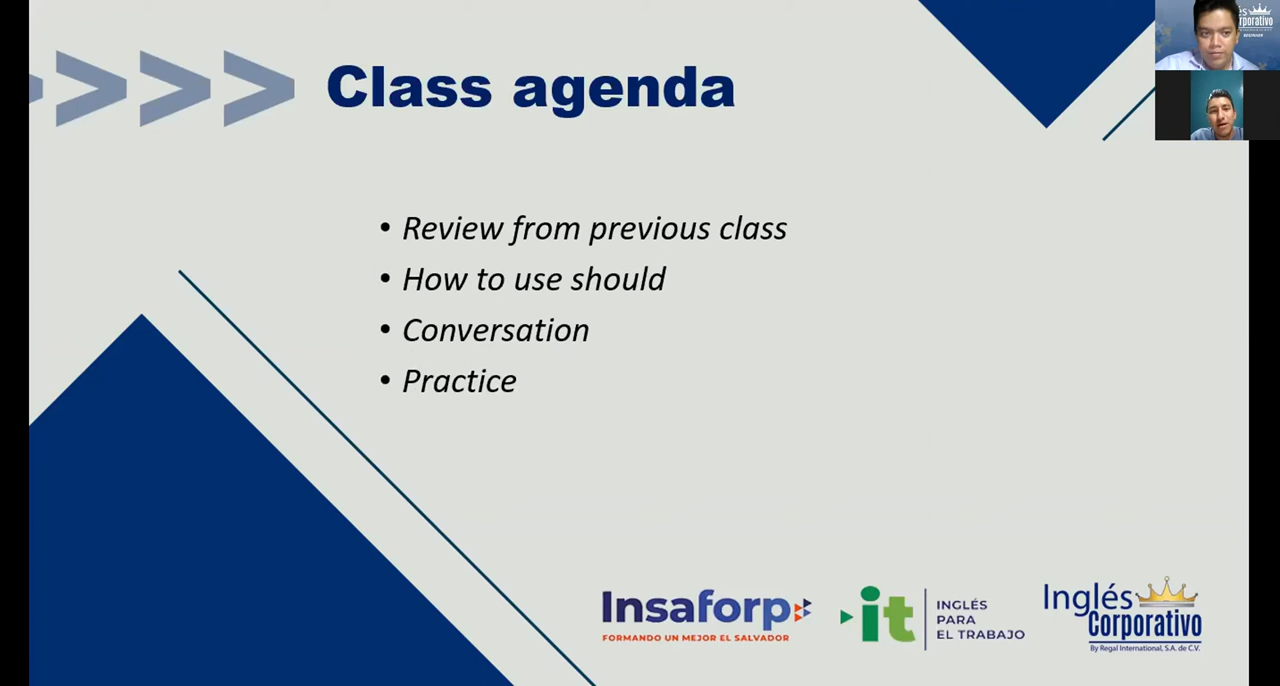 Class agenda
• Review from previous class
• How to use should
• Conversation
• Practice
Insaforp
FORMANDO UN MEJOR EL SALVADOR
it
INGLÉS
PARA
EL TRABAJO
Inglés
Corporativo
By Regal International, S.A. de C.V.